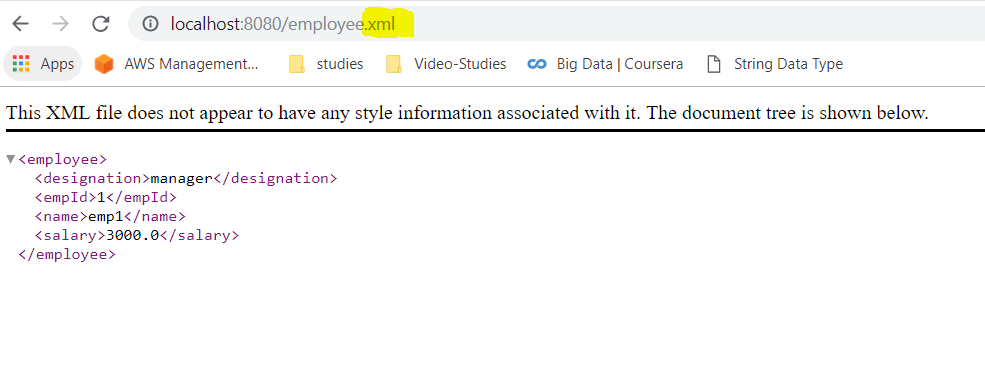 localhost:8080/employee.xml
Apps AWS Management... studies Video-Studies Big Data | Coursera String Data Type
This XML file does not appear to have any style information associated with it. The document tree is shown below.
▼<employee>
<designation>manager</designation>
<empId>1</empId>
<name>emp1</name>
<salary>3000.0</salary>
</employee>